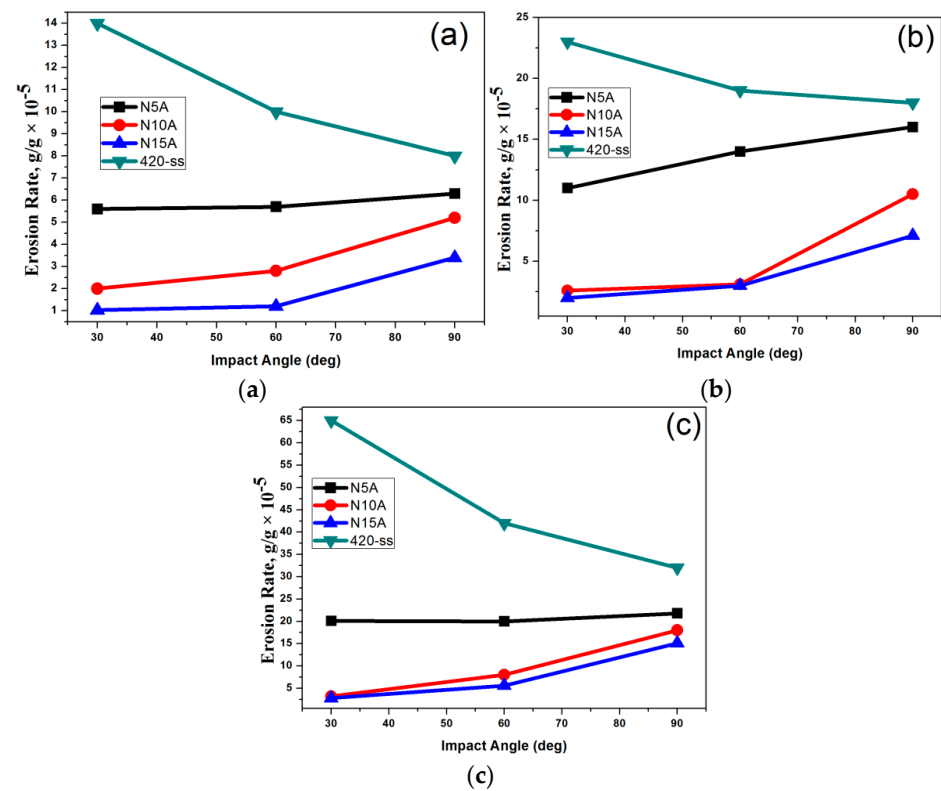 (a)
Erosion Rate, g/g × 10-5
14
13
12
11
10
9
8
7
6
5
4
3
2
1
N5A
N10A
N15A
420-ss
30 40 50 60 70 80 90
Impact Angle (deg)
(a)
(b)
Erosion Rate, g/g × 10-5
25
20
15
10
5
N5A
N10A
N15A
420-ss
30 40 50 60 70 80 90
Impact Angle (deg)
(b)
(c)
Erosion Rate, g/g × 10-5
65
60
55
50
45
40
35
30
25
20
15
10
5
N5A
N10A
N15A
420-ss
30 40 50 60 70 80 90
Impact Angle (deg)
(c)